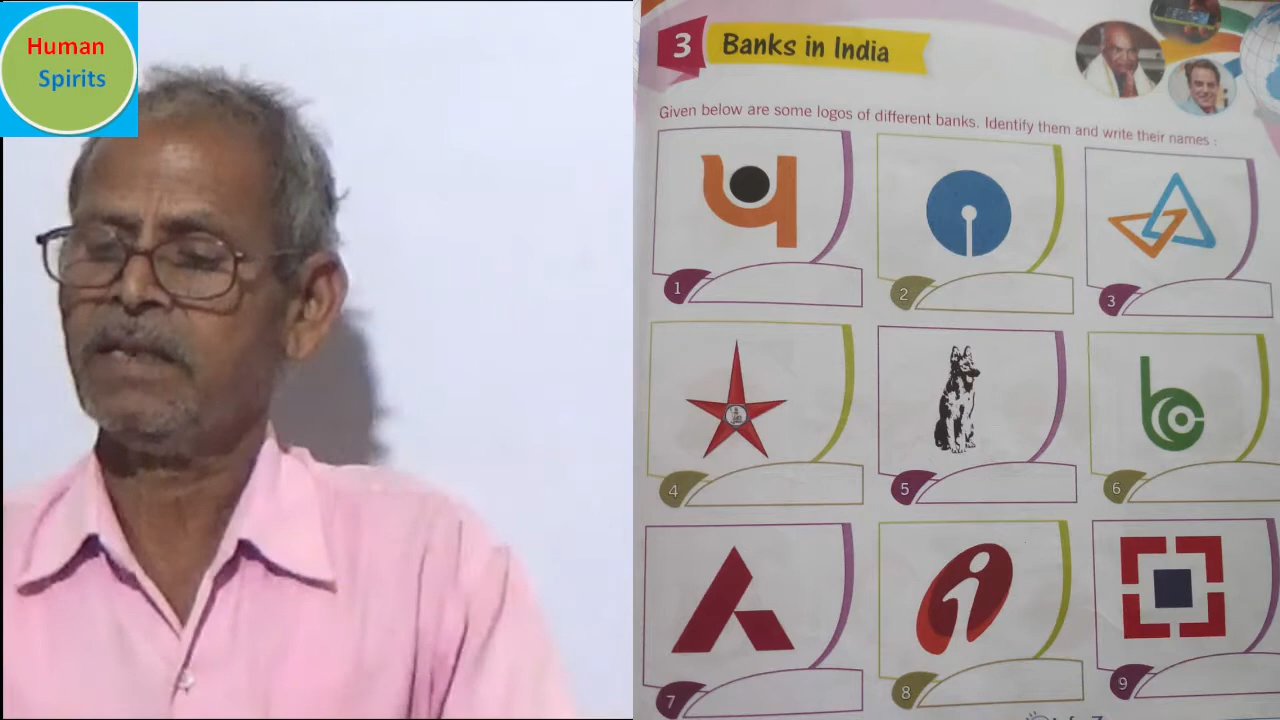 Human
Spirits
3 Banks in India
Given below are some logos of different banks. Identify them and write their names :
1
2
3
4
5
6
7
8
9